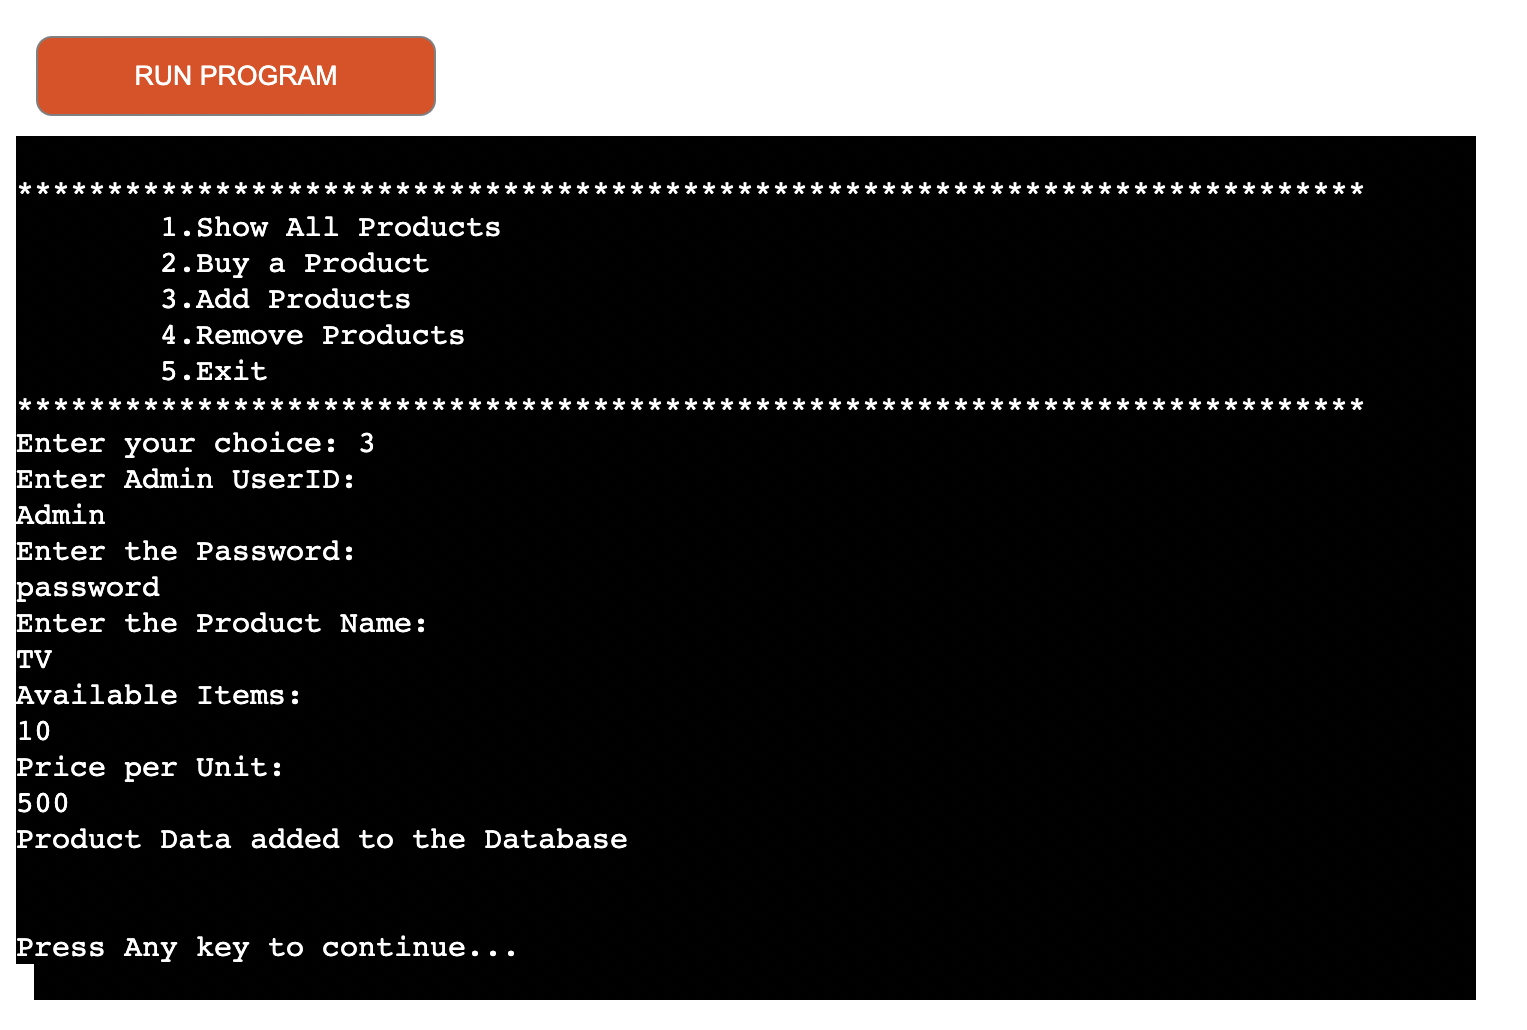 RUN PROGRAM
***************************************************************************
1.Show All Products
2.Buy a Product
3.Add Products
4.Remove Products
5.Exit
***************************************************************************
Enter your choice: 3
Enter Admin UserID:
Admin
Enter the Password:
password
Enter the Product Name:
TV
Available Items:
10
Price per Unit:
500
Product Data added to the Database
Press Any key to continue...